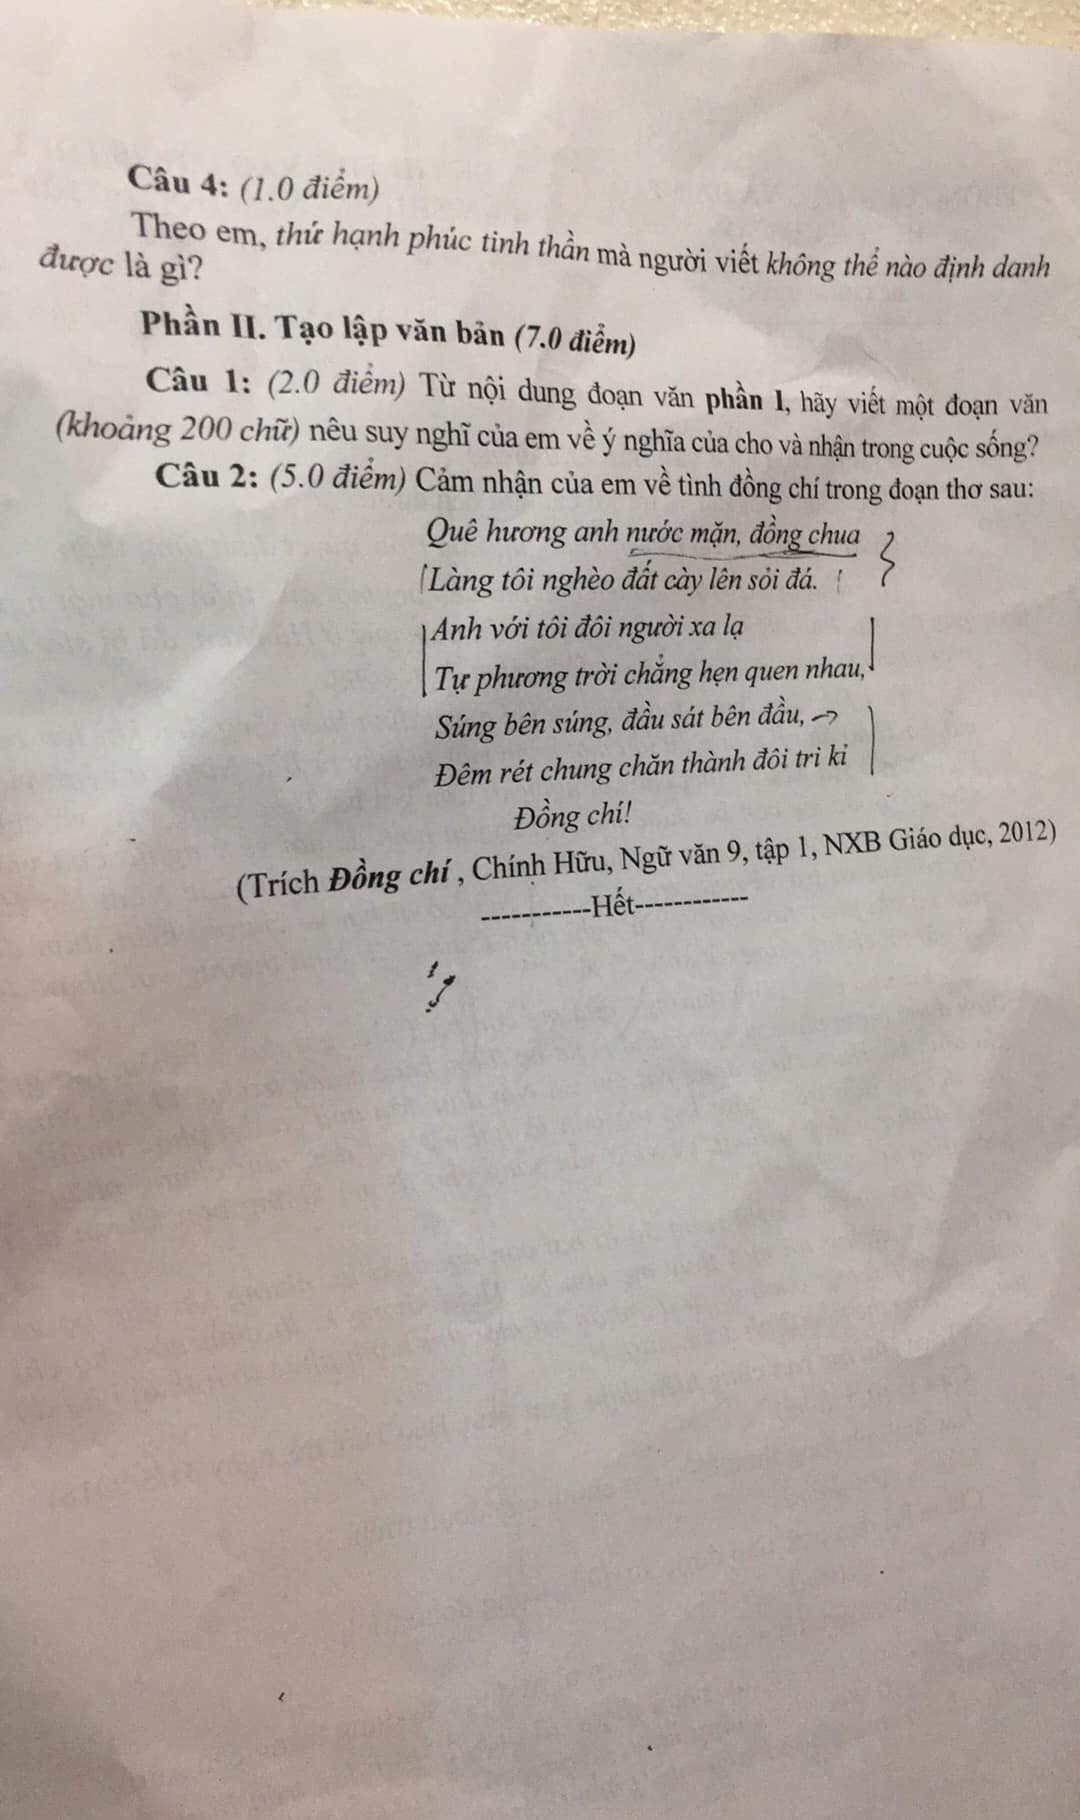 Câu 4: (1.0 điểm)
Theo em, thứ hạnh phúc tinh thần mà người viết không thể nào định danh
được là gì?
Phần II. Tạo lập văn bản (7.0 điểm)
Câu 1: (2.0 điểm) Từ nội dung đoạn văn phần I, hãy viết một đoạn văn
(khoảng 200 chữ) nêu suy nghĩ của em về ý nghĩa của cho và nhận trong cuộc sống?
Câu 2: (5.0 điểm) Cảm nhận của em về tình đồng chí trong đoạn thơ sau:
Quê hương anh nước mặn, đồng chua
Làng tôi nghèo đất cày lên sỏi đá.
Anh với tôi đôi người xa lạ
Tự phương trời chẳng hẹn quen nhau,
Súng bên súng, đầu sát bên đầu,
Đêm rét chung chăn thành đôi tri kỉ
Đồng chí!
(Trích Đồng chí , Chính Hữu, Ngữ văn 9, tập 1, NXB Giáo dục, 2012)
-----------Hết------------